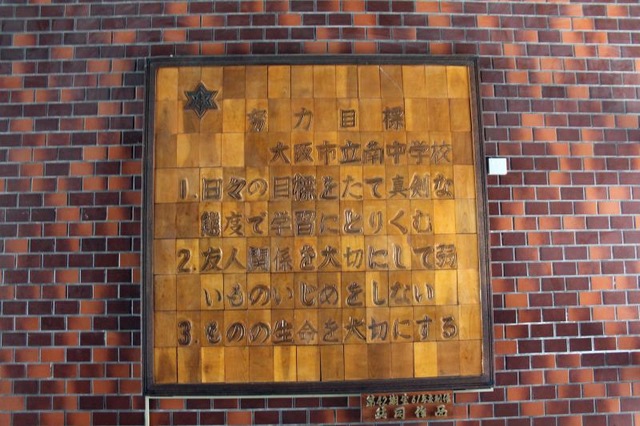 努力目標
大阪市立南中学校
1.日々の目標をたて真剣な
態度で学習にとりくむ
2.友人関係を大切にして弱
いものいじめをしない
3.ものの生命を大切にする
共同作品